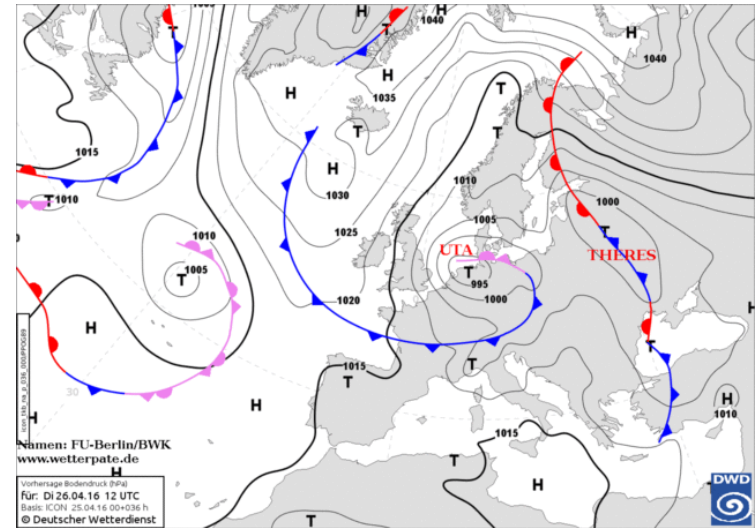 1005
H
1040
T
H
1040
H
1035
T
H
T
T
1015
H
1030
1010
T
1010
1010
1005
1000
1025
T
UTA
THERES
T
1005
T
995
1000
1020
H
H
T
1015
T
T
30
H
H
H
1010
1015
Namen: FU-Berlin/BWK
www.wetterpate.de
T
H
H
T
T
Vorhersage Bodendruck (hPa)
für: Di 26.04.16 12 UTC
Basis: ICON 25.04.16 00+036 h
© Deutscher Wetterdienst
DWD